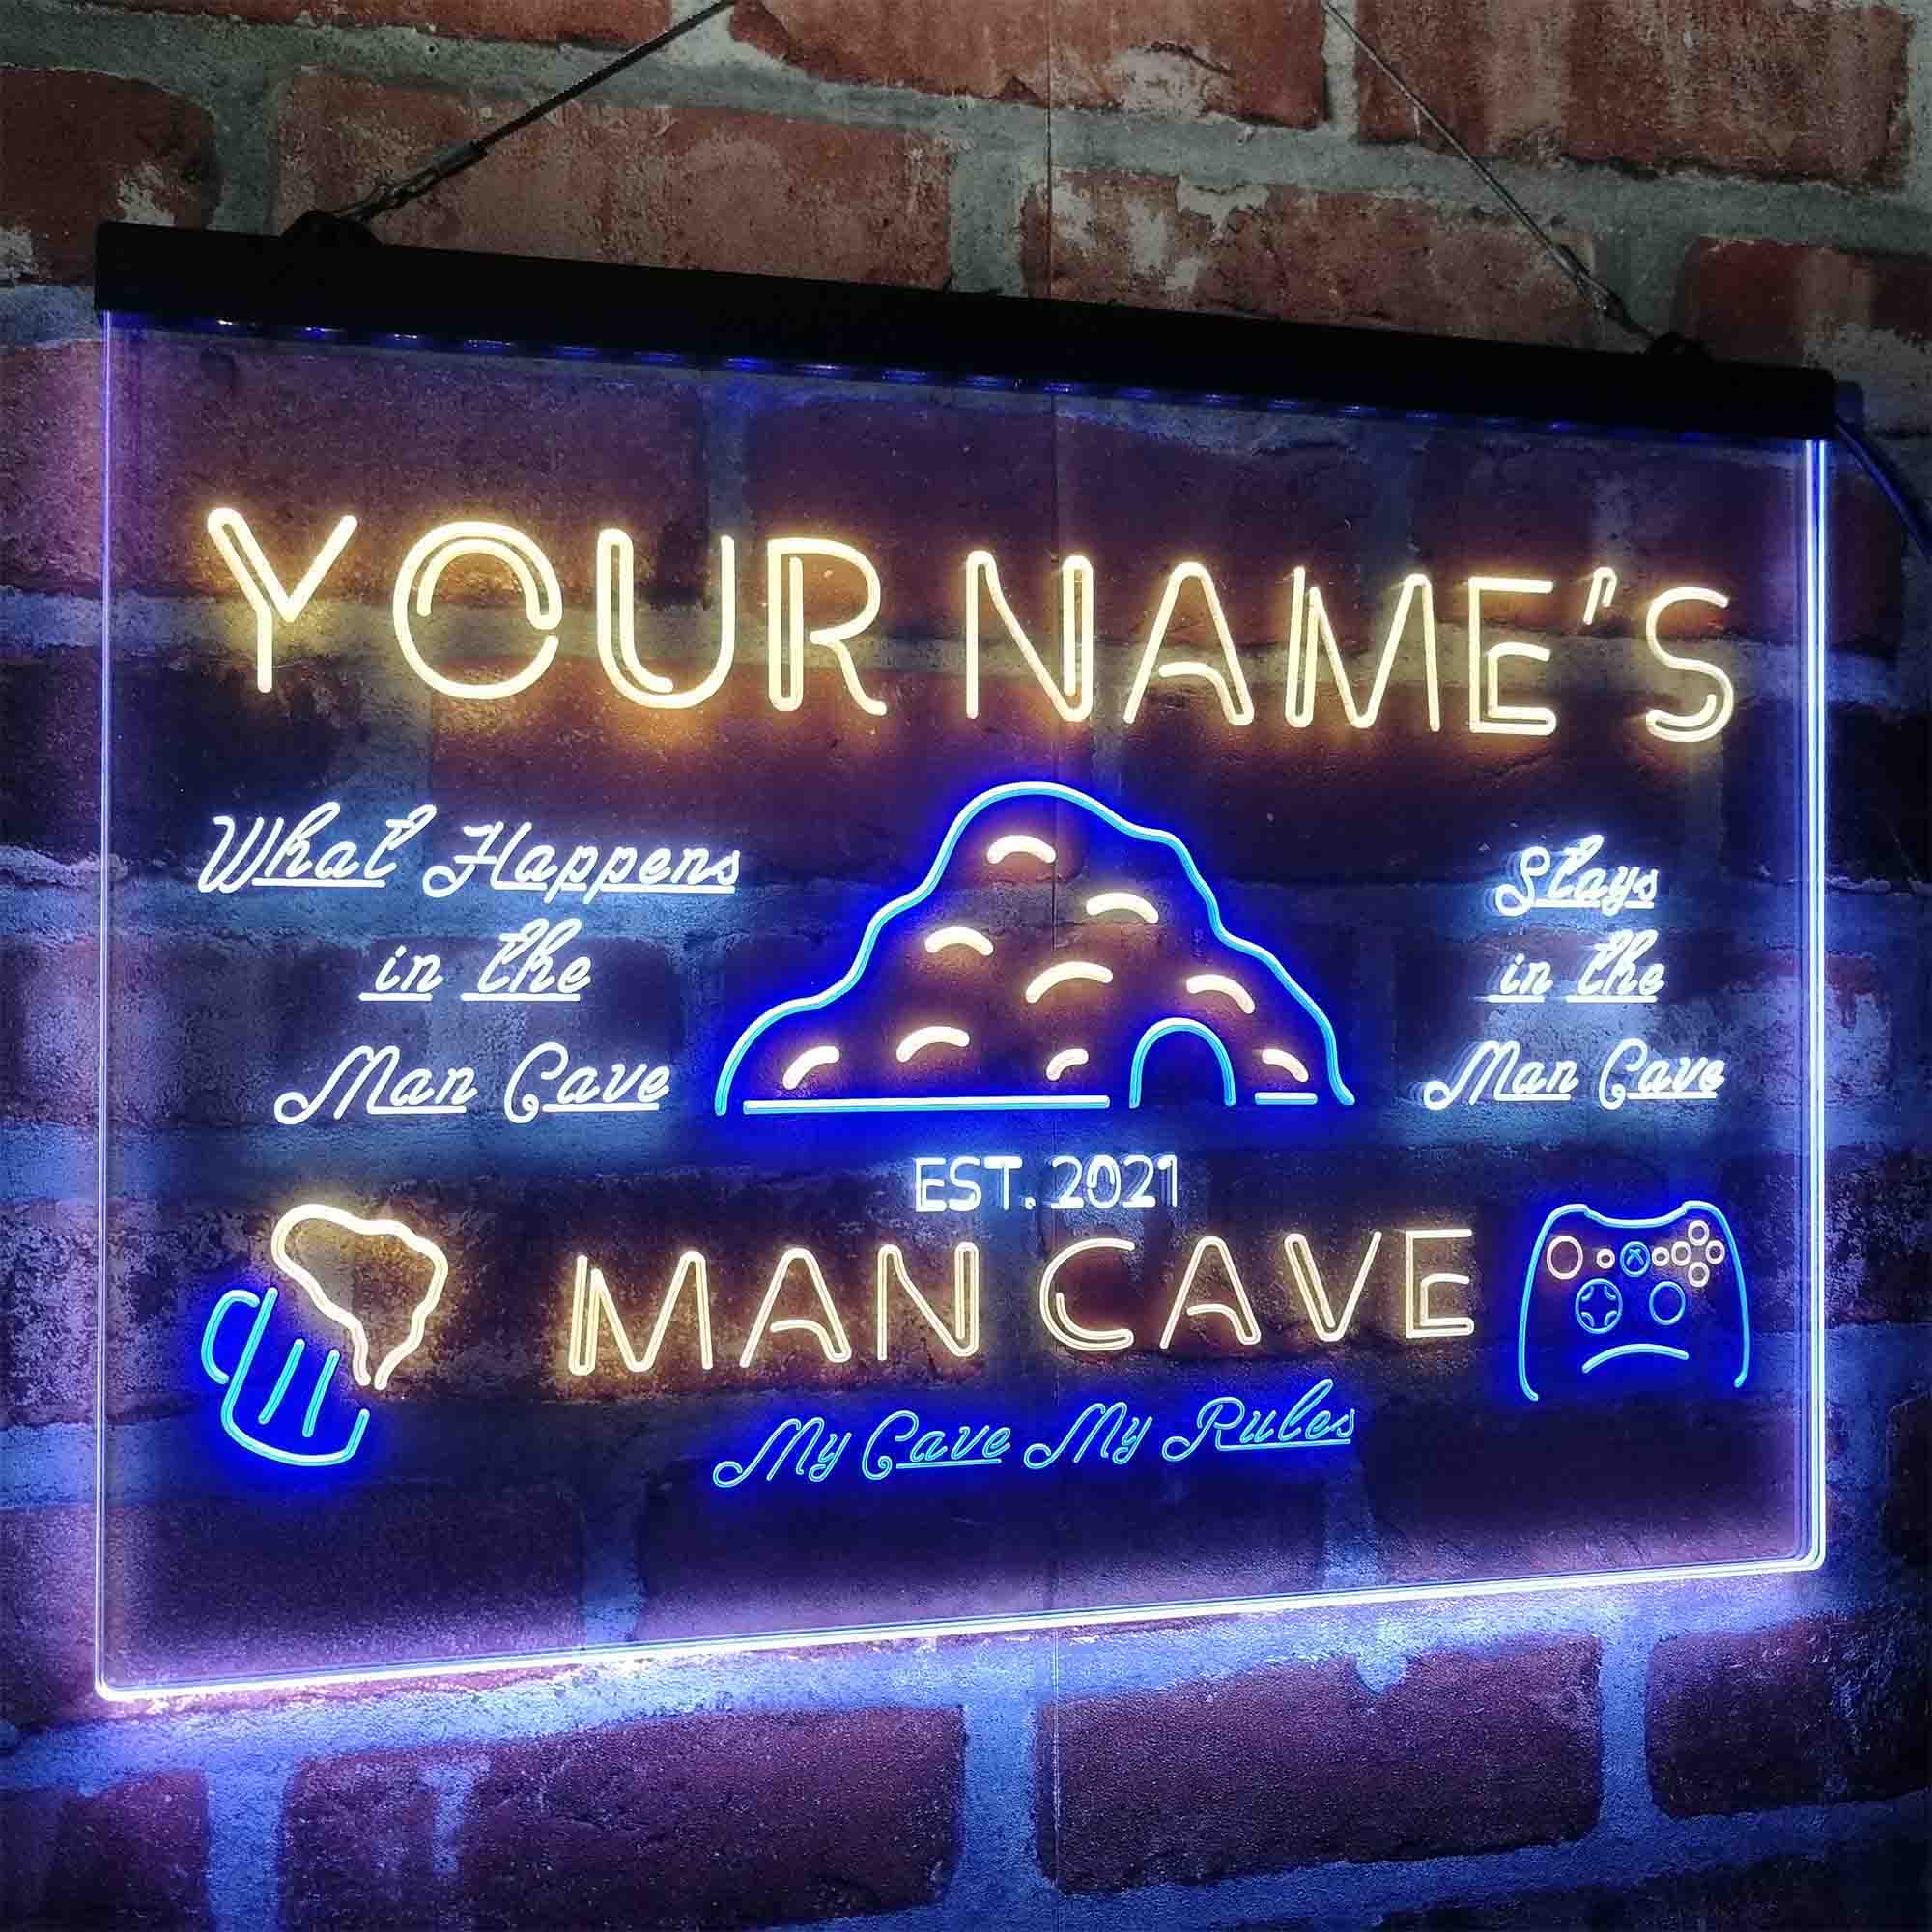 YOUR NAME'S
What Happens
in the
Man Cave
Stays
in the
Man Cave
EST. 2021
MAN CAVE
My Cave My Rules